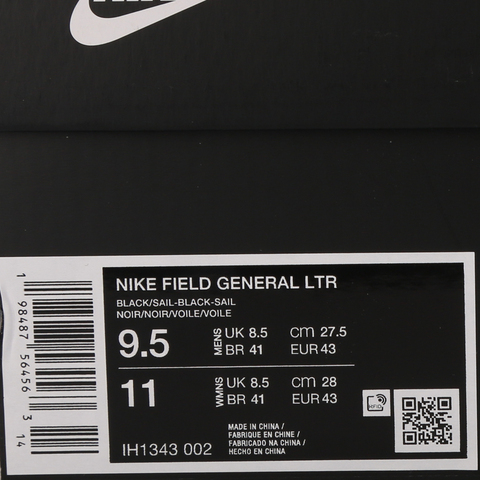 NIKE FIELD GENERAL LTR
BLACK/SAIL-BLACK-SAIL
NOIR/NOIR/VOILE/VOILE
9.5 MENS UK 8.5 cm 27.5
BR 41 EUR 43
11 WMNS UK 8.5 cm 28
BR 41 EUR 43
IH1343 002
MADE IN CHINA /
FABRIQUE EN CHINE /
FABRICADO NA CHINA /
HECHO EN CHINA
1 98487 56456 3 14